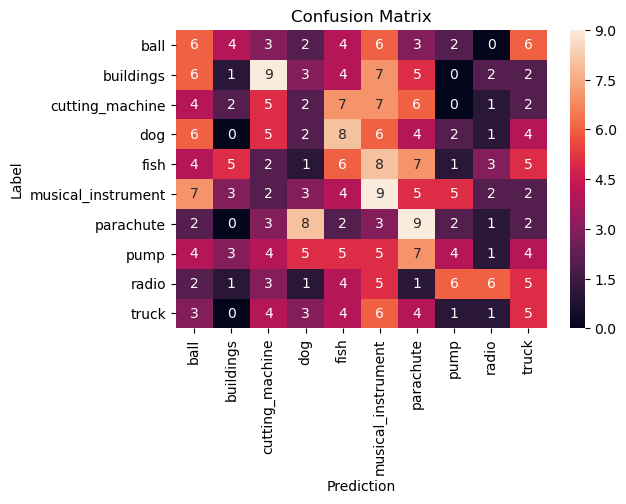 Confusion Matrix
Label
ball 6 4 3 2 4 6 3 2 0 6
buildings 6 1 9 3 4 7 5 0 2 2
cutting_machine 4 2 5 2 7 7 6 0 1 2
dog 6 0 5 2 8 6 4 2 1 4
fish 4 5 2 1 6 8 7 1 3 5
musical_instrument 7 3 2 3 4 9 5 5 2 2
parachute 2 0 3 8 2 3 9 2 1 2
pump 4 3 4 5 5 5 7 4 1 4
radio 2 1 3 1 4 5 1 6 6 5
truck 3 0 4 3 4 6 4 1 1 5
ball buildings cutting_machine dog fish musical_instrument parachute pump radio truck
Prediction
9.0
7.5
6.0
4.5
3.0
1.5
0.0